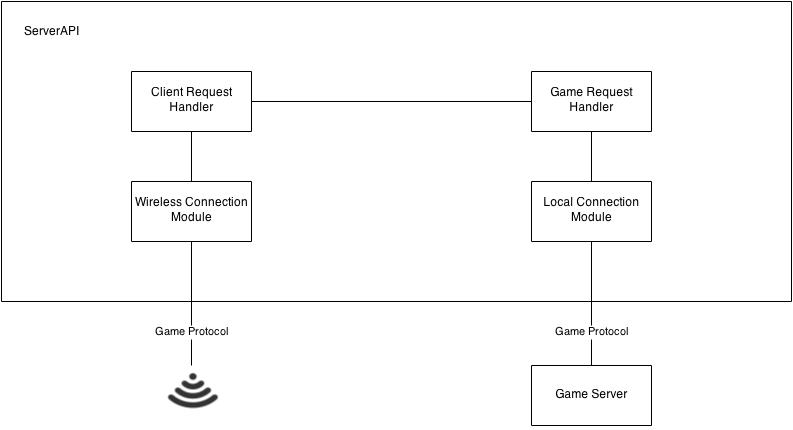 ServerAPI
Client Request
Handler
Game Request
Handler
Wireless Connection
Module
Local Connection
Module
Game Protocol
Game Protocol
Game Server